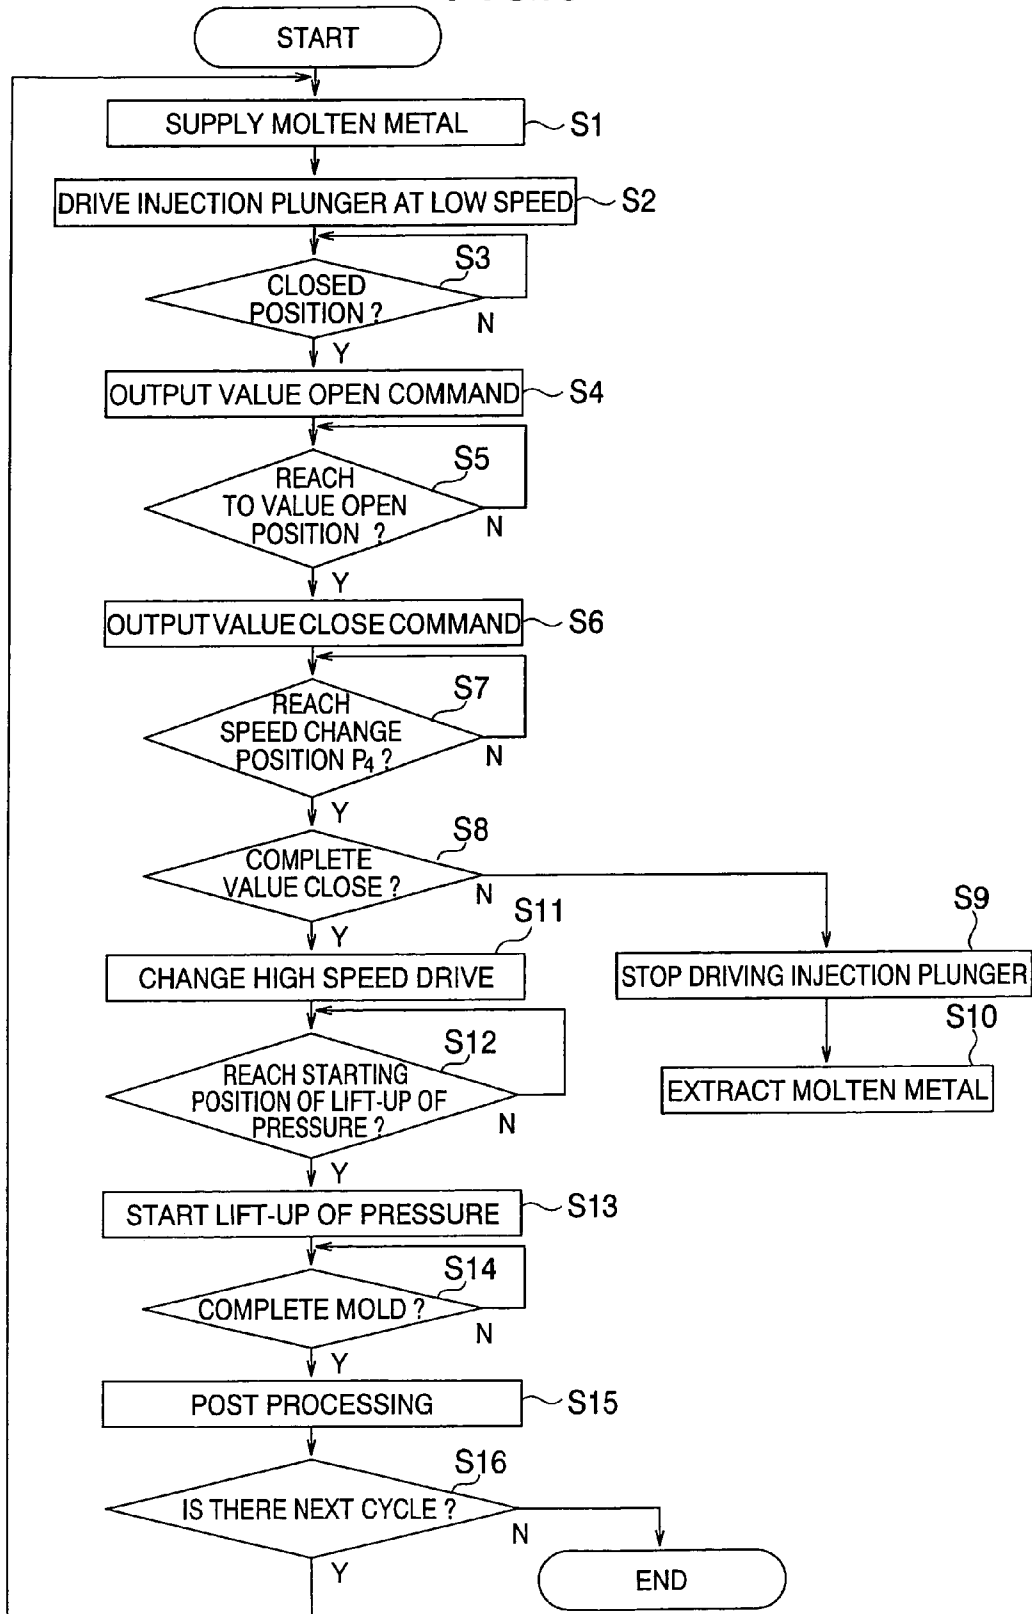 START
SUPPLY MOLTEN METAL
S1
DRIVE INJECTION PLUNGER AT LOW SPEED
S2
S3
CLOSED
POSITION ?
N
Y
OUTPUT VALUE OPEN COMMAND
S4
S5
REACH
TO VALUE OPEN
POSITION ?
N
Y
OUTPUT VALUE CLOSE COMMAND
S6
S7
REACH
SPEED CHANGE
POSITION P4 ?
N
Y
S8
COMPLETE
VALUE CLOSE ?
N
Y
S9
STOP DRIVING INJECTION PLUNGER
S10
EXTRACT MOLTEN METAL
S11
CHANGE HIGH SPEED DRIVE
S12
REACH STARTING
POSITION OF LIFT-UP OF
PRESSURE ?
N
Y
START LIFT-UP OF PRESSURE
S13
S14
COMPLETE MOLD ?
N
Y
POST PROCESSING
S15
S16
IS THERE NEXT CYCLE ?
N
Y
END